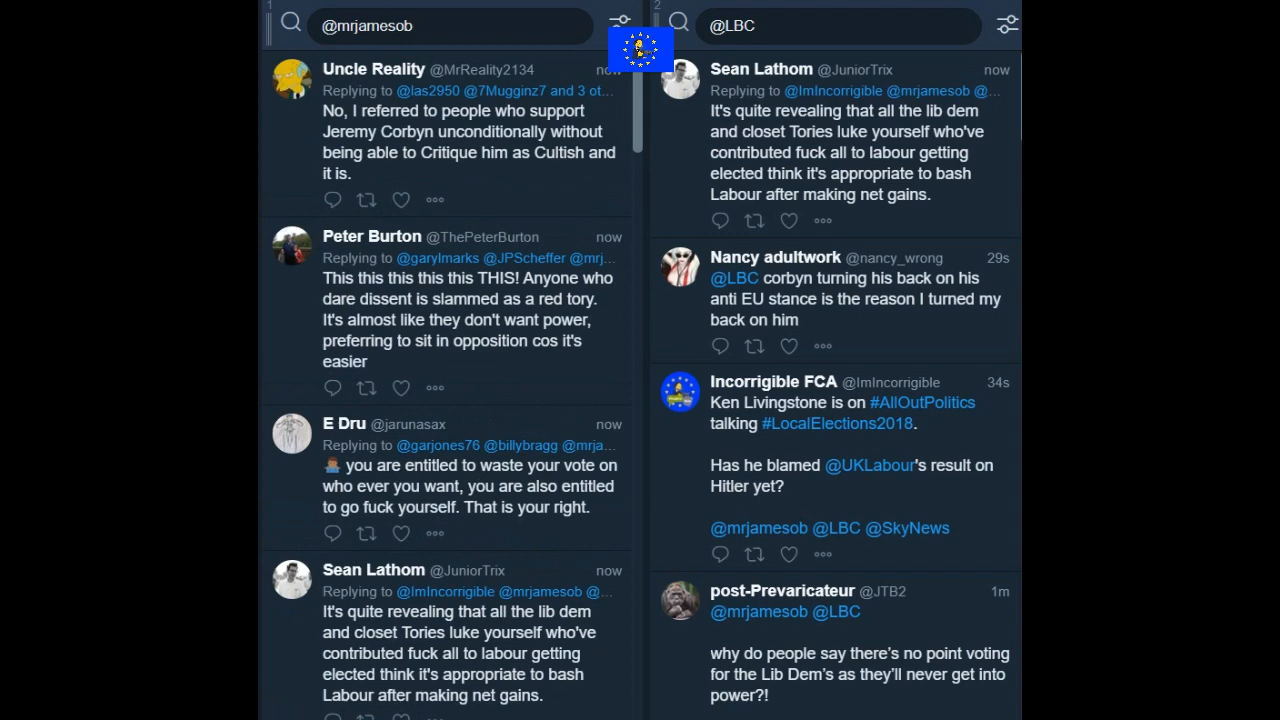 1
@mrjamesob
Uncle Reality @MrReality2134 now
Replying to @las2950 @7Mugginz7 and 3 ot...
No, I referred to people who support
Jeremy Corbyn unconditionally without
being able to Critique him as Cultish and
it is.
Peter Burton @ThePeterBurton now
Replying to @garylmarks @JPScheffer @mrj...
This this this this this THIS! Anyone who
dare dissent is slammed as a red tory.
It's almost like they don't want power,
preferring to sit in opposition cos it's
easier
E Dru @jarunasax now
Replying to @garjones76 @billybragg @mrja...
you are entitled to waste your vote on
who ever you want, you are also entitled
to go fuck yourself. That is your right.
Sean Lathom @JuniorTrix now
Replying to @ImIncorrigible @mrjamesob @...
It's quite revealing that all the lib dem
and closet Tories luke yourself who've
contributed fuck all to labour getting
elected think it's appropriate to bash
Labour after making net gains.
2
@LBC
Sean Lathom @JuniorTrix now
Replying to @ImIncorrigible @mrjamesob @...
It's quite revealing that all the lib dem
and closet Tories luke yourself who've
contributed fuck all to labour getting
elected think it's appropriate to bash
Labour after making net gains.
Nancy adultwork @nancy_wrong 29s
@LBC corbyn turning his back on his
anti EU stance is the reason I turned my
back on him
Incorrigible FCA @ImIncorrigible 34s
Ken Livingstone is on #AllOutPolitics
talking #LocalElections2018.
Has he blamed @UKLabour's result on
Hitler yet?
@mrjamesob @LBC @SkyNews
post-Prevaricateur @JTB2 1m
@mrjamesob @LBC
why do people say there's no point voting
for the Lib Dem's as they'll never get into
power?!